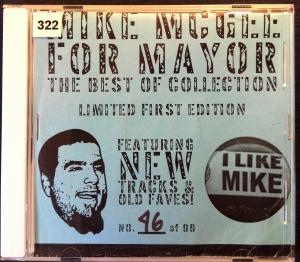 322
MIKE MCGEE
FOR MAYOR
THE BEST OF COLLECTION
LIMITED FIRST EDITION
FEATURING
NEW
TRACKS &
OLD FAVES!
NO. 46 of 99
I LIKE
MIKE